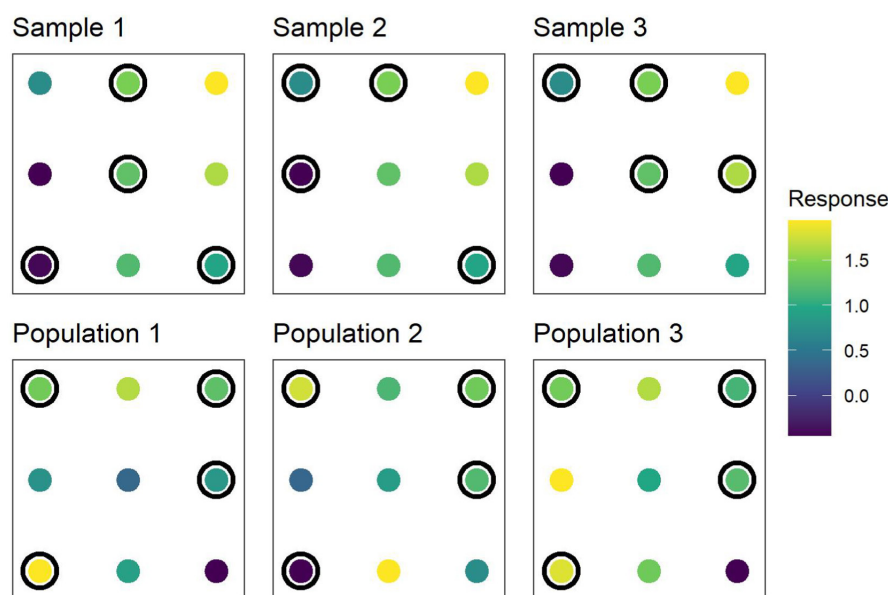 Sample 1
Sample 2
Sample 3
Response
1.5
1.0
0.5
0.0
Population 1
Population 2
Population 3